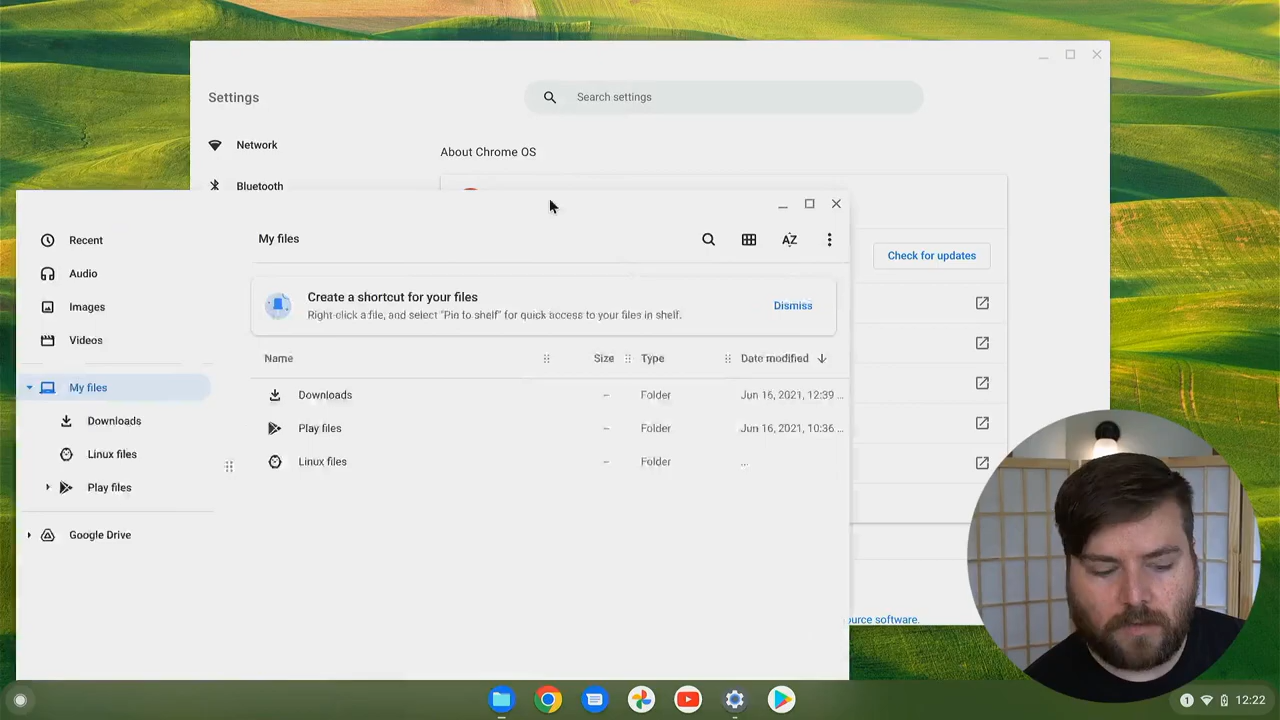 Settings
Search settings
Network
About Chrome OS
Bluetooth
Check for updates
My files
Recent
Audio
Images
Videos
My files
Downloads
Linux files
Play files
Google Drive
Create a shortcut for your files
Right-click a file, and select "Pin to shelf" for quick access to your files in shelf.
Dismiss
Name Size Type Date modified
Downloads -- Folder Jun 16, 2021, 12:39 ...
Play files -- Folder Jun 16, 2021, 10:36 ...
Linux files -- Folder ...
source software.
1 12:22